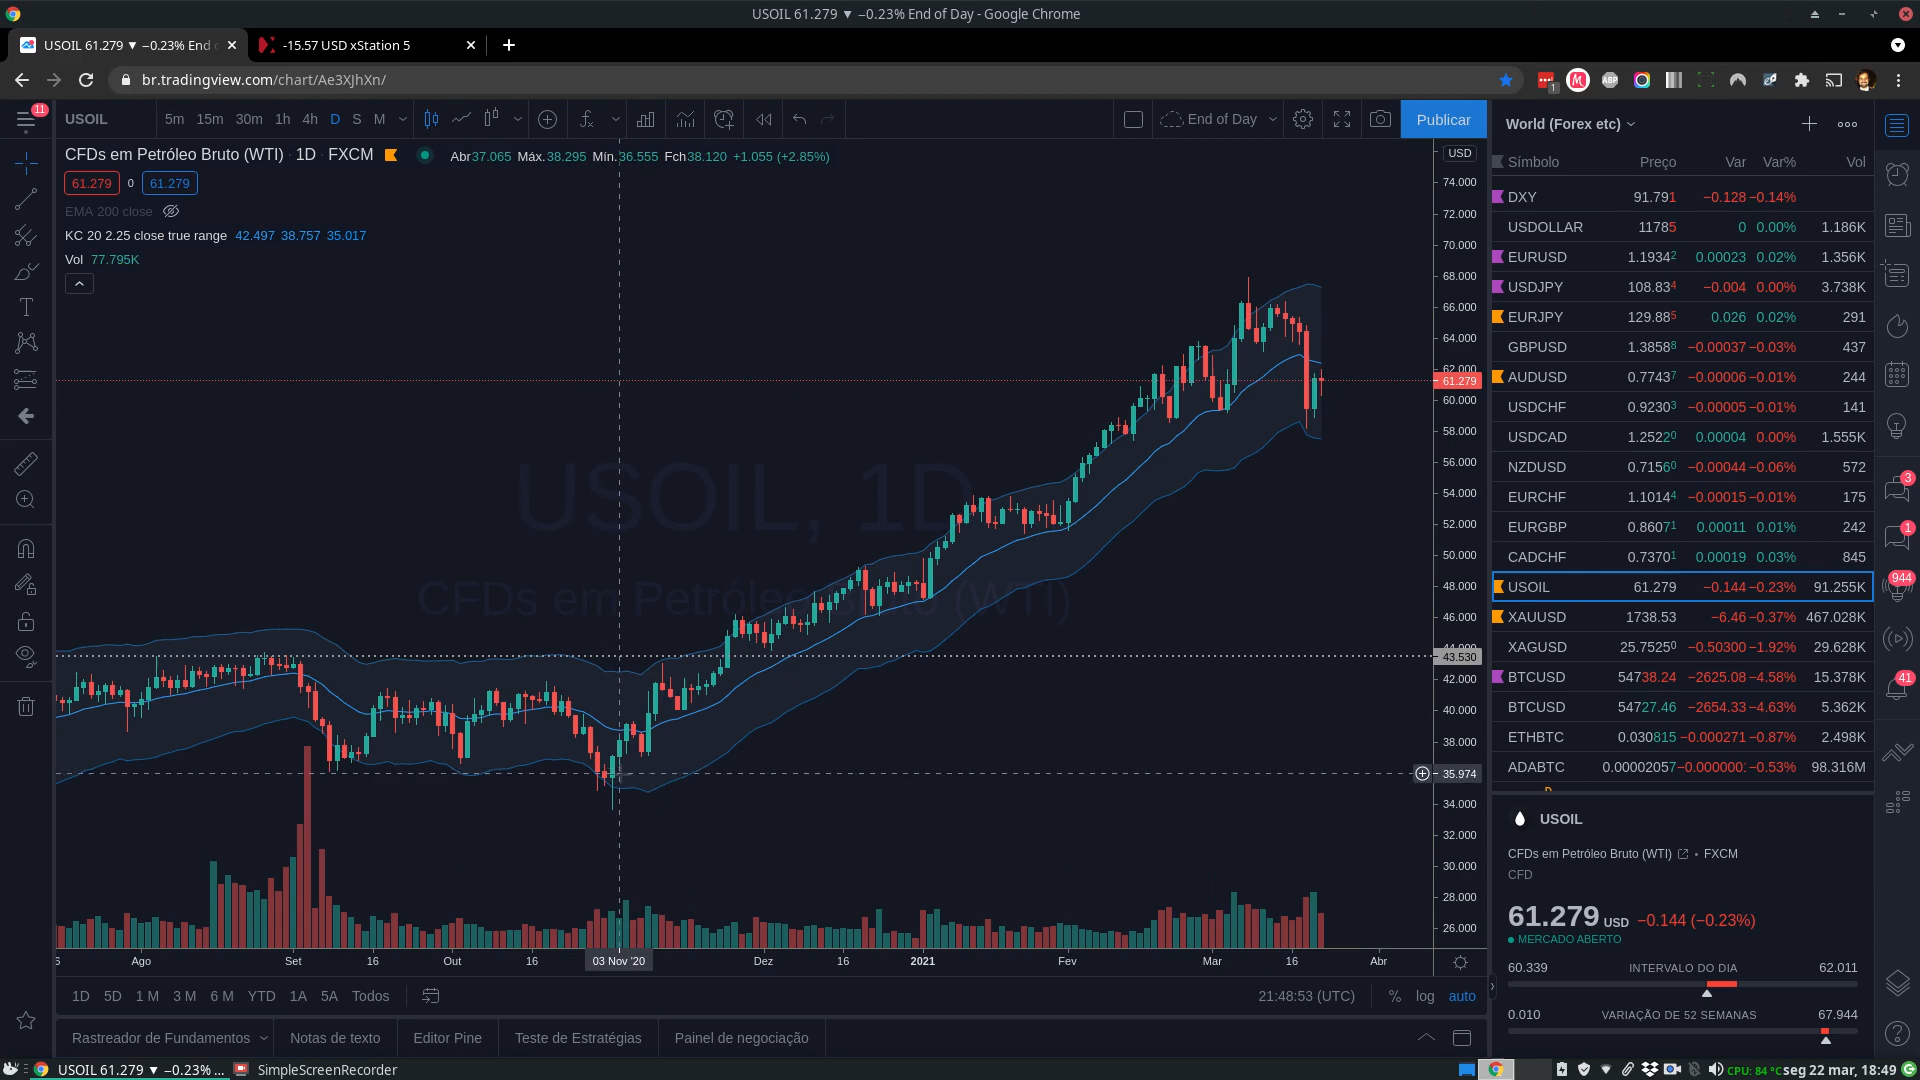 USOIL 61.279 ▼ −0.23% End of Day - Google Chrome
USOIL 61.279 ▼ −0.23% End
-15.57 USD xStation 5
br.tradingview.com/chart/Ae3XJhXn/
11
USOIL 5m 15m 30m 1h 4h D S M End of Day Publicar
CFDs em Petróleo Bruto (WTI) · 1D · FXCM Abr37.065 Máx.38.295 Mín.36.555 Fch38.120 +1.055 (+2.85%)
61.279 0 61.279
EMA 200 close
KC 20 2.25 close true range 42.497 38.757 35.017
Vol 77.795K
USOIL, 1D
CFDs em Petróleo Bruto (WTI)
USD
74.000
72.000
70.000
68.000
66.000
64.000
62.000
61.279
60.000
58.000
56.000
54.000
52.000
50.000
48.000
46.000
44.000
43.530
42.000
40.000
38.000
35.974
34.000
32.000
30.000
28.000
26.000
6 Ago Set 16 Out 16 03 Nov '20 Dez 16 2021 Fev Mar 16 Abr
1D 5D 1 M 3 M 6 M YTD 1A 5A Todos 21:48:53 (UTC) % log auto
Rastreador de Fundamentos Notas de texto Editor Pine Teste de Estratégias Painel de negociação
World (Forex etc)
Símbolo Preço Var Var% Vol
DXY 91.791 −0.128 −0.14%
USDOLLAR 11785 0 0.00% 1.186K
EURUSD 1.19342 0.00023 0.02% 1.356K
USDJPY 108.834 −0.004 0.00% 3.738K
EURJPY 129.885 0.026 0.02% 291
GBPUSD 1.38588 −0.00037 −0.03% 437
AUDUSD 0.77437 −0.00006 −0.01% 244
USDCHF 0.92303 −0.00005 −0.01% 141
USDCAD 1.25220 0.00004 0.00% 1.555K
NZDUSD 0.71560 −0.00044 −0.06% 572
EURCHF 1.10144 −0.00015 −0.01% 175
EURGBP 0.86071 0.00011 0.01% 242
CADCHF 0.73701 0.00019 0.03% 845
USOIL 61.279 −0.144 −0.23% 91.255K
XAUUSD 1738.53 −6.46 −0.37% 467.028K
XAGUSD 25.75250 −0.50300 −1.92% 29.628K
BTCUSD 54738.24 −2625.08 −4.58% 15.378K
BTCUSD 54727.46 −2654.33 −4.63% 5.362K
ETHBTC 0.030815 −0.000271 −0.87% 2.498K
ADABTC 0.00002057 −0.000000: −0.53% 98.316M
USOIL
CFDs em Petróleo Bruto (WTI) • FXCM
CFD
61.279 USD −0.144 (−0.23%)
MERCADO ABERTO
60.339 INTERVALO DO DIA 62.011
0.010 VARIAÇÃO DE 52 SEMANAS 67.944
1
ABP
3
1
944
41
USOIL 61.279 ▼ −0.23% ...
SimpleScreenRecorder
CPU: 84 °C seg 22 mar, 18:49